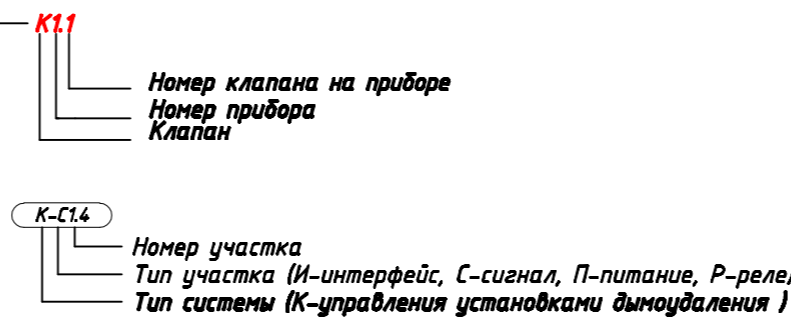 К1.1
Номер клапана на приборе
Номер прибора
Клапан
К-С1.4
Номер участка
Тип участка (И-интерфейс, С-сигнал, П-питание, Р-реле)
Тип системы (К-управления установками дымоудаления )